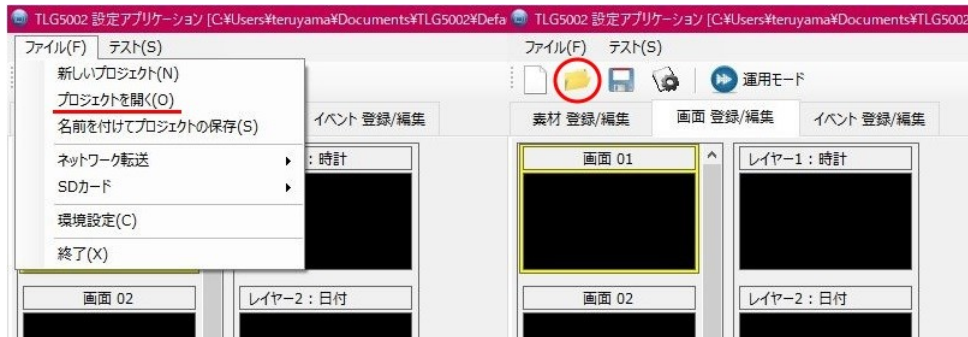 TLG5002 設定アプリケーション [C:¥Users¥teruyama¥Documents¥TLG5002¥Defa
ファイル(F) テスト(S)
新しいプロジェクト(N)
プロジェクトを開く(O)
名前を付けてプロジェクトの保存(S)
ネットワーク転送
SDカード
環境設定(C)
終了(X)
イベント 登録/編集
：時計
画面 02
レイヤー2：日付
TLG5002 設定アプリケーション [C:¥Users¥teruyama¥Documents¥TLG5002
ファイル(F) テスト(S)
運用モード
素材 登録/編集 画面 登録/編集 イベント 登録/編集
画面 01 レイヤー1：時計
画面 02 レイヤー2：日付